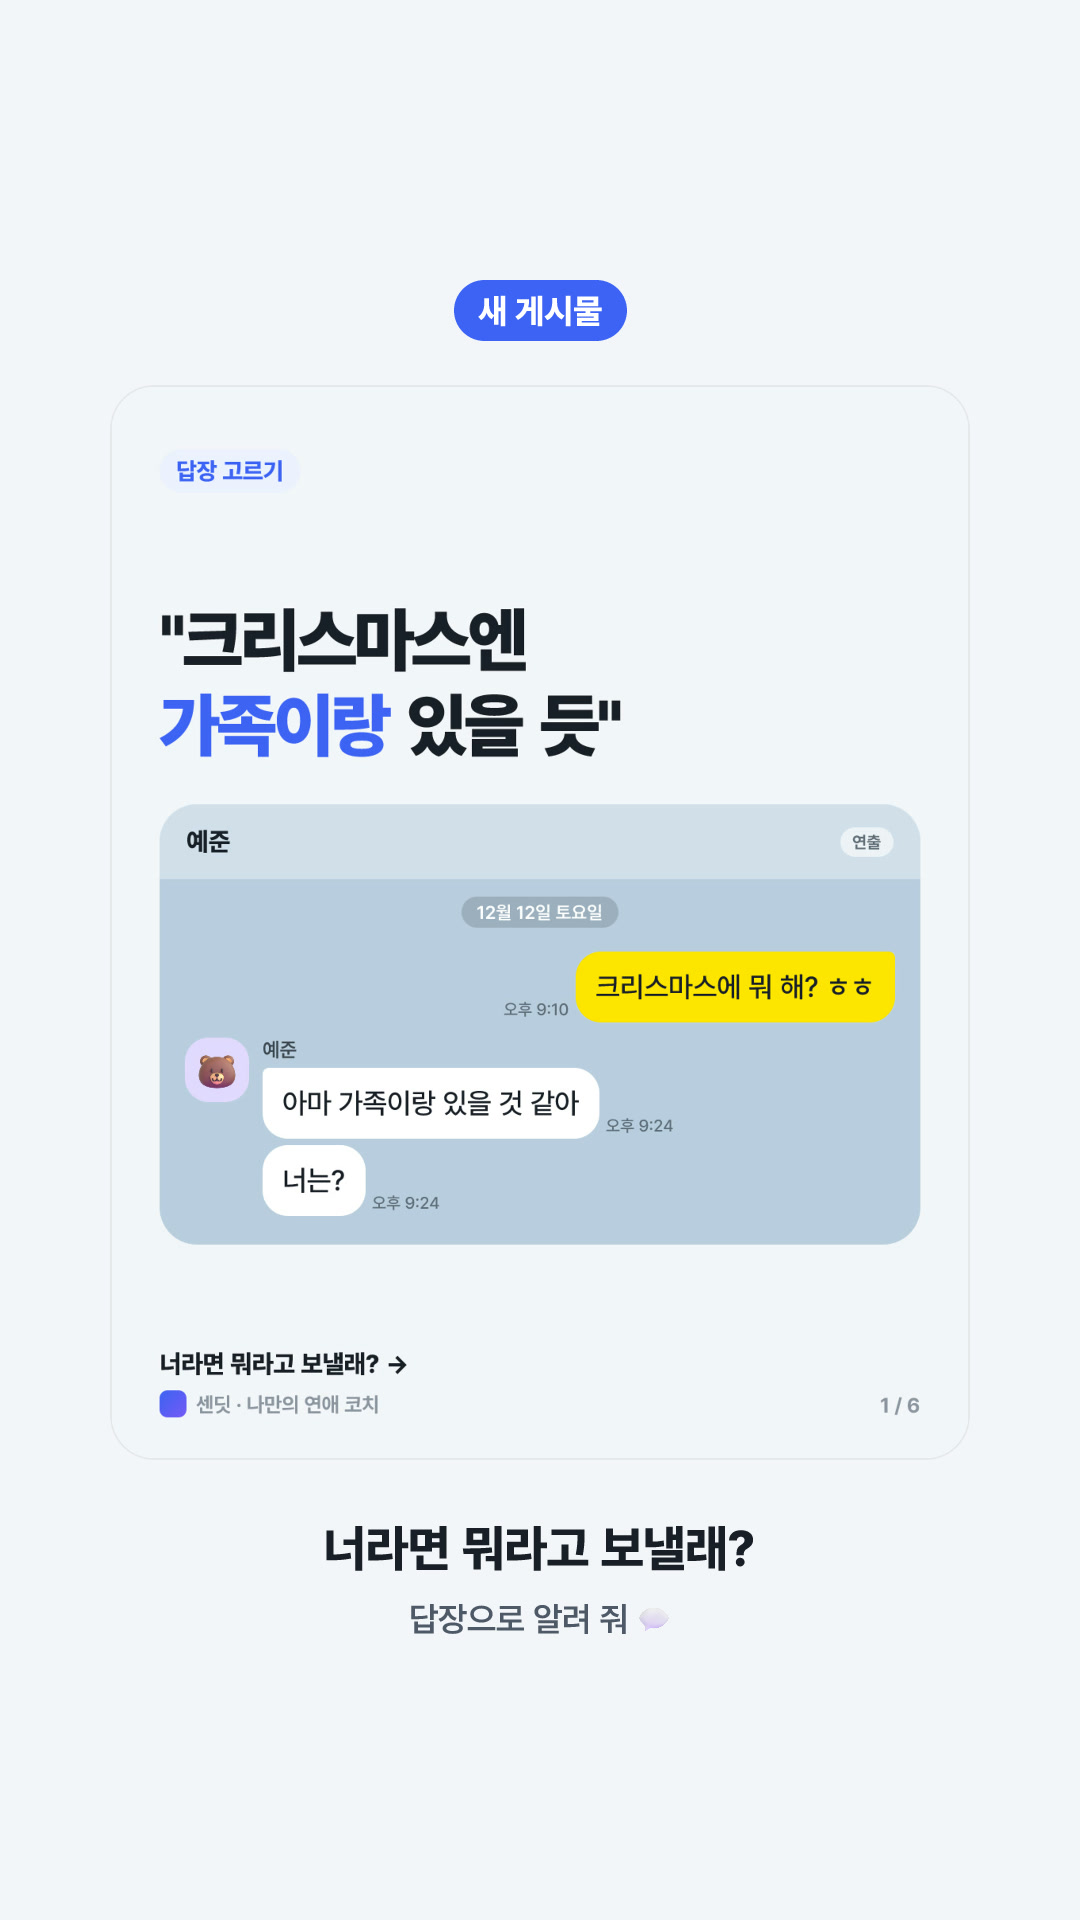 새 게시물
답장 고르기
"크리스마스엔
가족이랑 있을 듯"
예준
연출
12월 12일 토요일
크리스마스에 뭐 해? ㅎㅎ
오후 9:10
예준
아마 가족이랑 있을 것 같아
오후 9:24
너는?
오후 9:24
너라면 뭐라고 보낼래? →
센딧 · 나만의 연애 코치
1 / 6
너라면 뭐라고 보낼래?
답장으로 알려 줘 💬